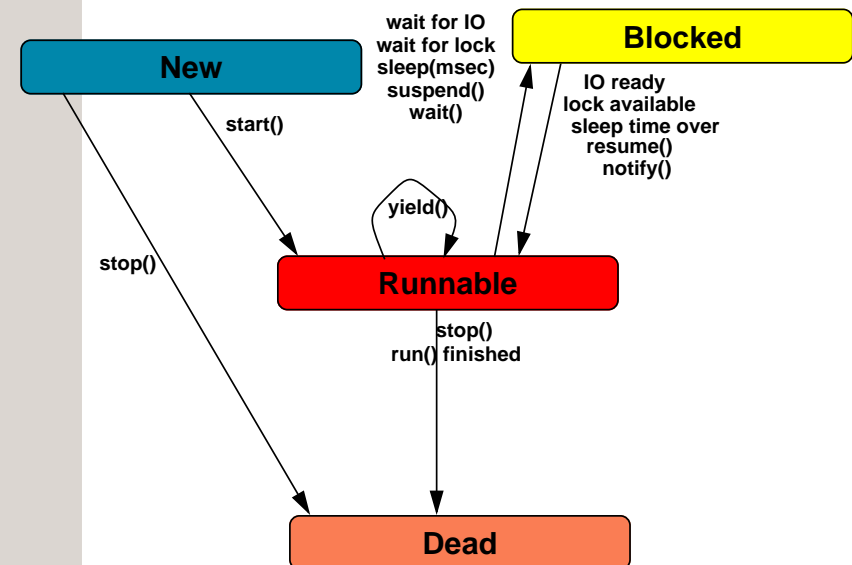 wait for IO
wait for lock
sleep(msec)
suspend()
wait()
Blocked
New
IO ready
lock available
sleep time over
resume()
notify()
start()
yield()
stop()
Runnable
stop()
run() finished
Dead